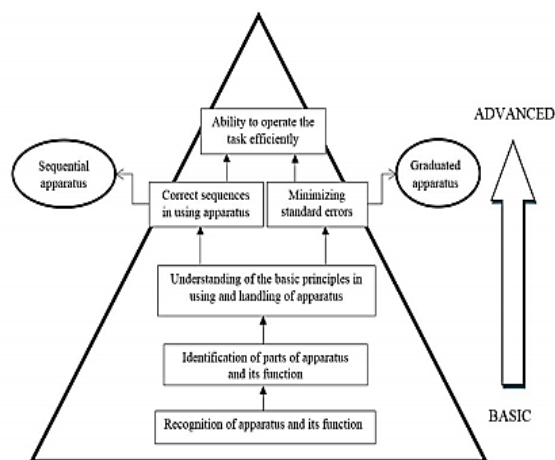 Ability to operate the
task efficiently
ADVANCED
Sequential
apparatus
Correct sequences
in using apparatus
Minimizing
standard errors
Graduated
apparatus
Understanding of the basic principles in
using and handling of apparatus
Identification of parts of apparatus
and its function
Recognition of apparatus and its function
BASIC